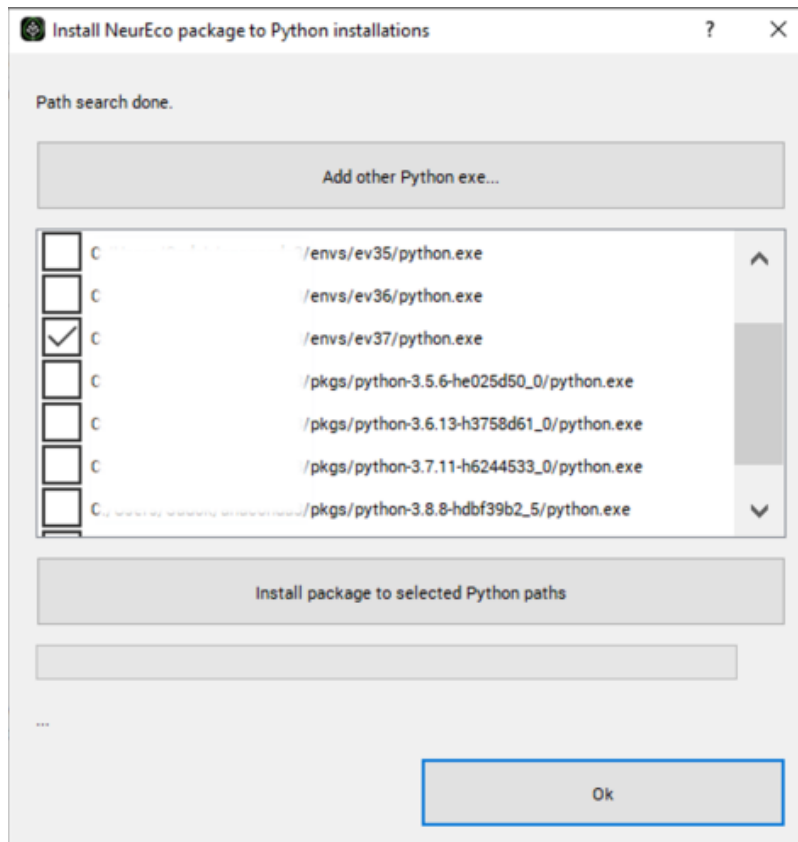 Install NeurEco package to Python installations ? ×
Path search done.
Add other Python exe...
C /envs/ev35/python.exe
C /envs/ev36/python.exe
C /envs/ev37/python.exe
C /pkgs/python-3.5.6-he025d50_0/python.exe
C /pkgs/python-3.6.13-h3758d61_0/python.exe
C /pkgs/python-3.7.11-h6244533_0/python.exe
C /pkgs/python-3.8.8-hdbf39b2_5/python.exe
Install package to selected Python paths
...
Ok